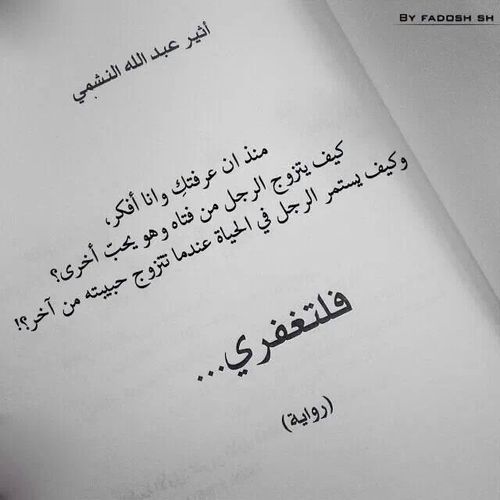 BY FADOSH SH
أثير عبد الله النشمي
منذ ان عرفتكِ وانا أفكر،
كيف يتزوج الرجل من فتاه وهو يحبّ أخرى؟
وكيف يستمر الرجل في الحياة عندما تتزوج حبيبته من آخر؟!
فلتغفري...
(رواية)